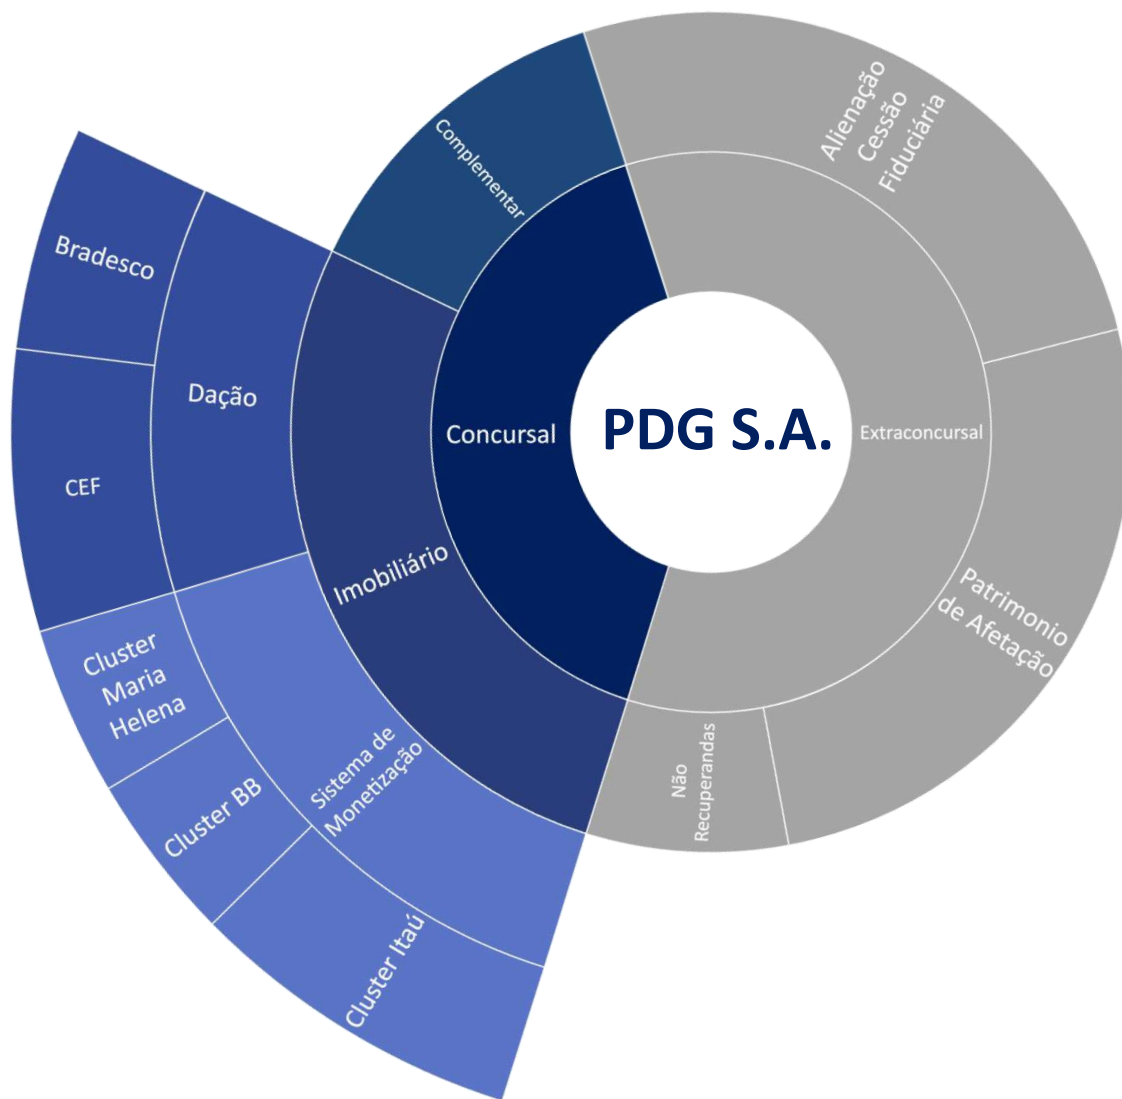 Alienação
Cessão
Fiduciária
Complementar
Bradesco
Dação
Concursal
PDG S.A.
Extraconcursal
CEF
Imobiliário
Patrimonio
de Afetação
Cluster
Maria
Helena
Sistema de
Monetização
Não
Recuperandas
Cluster BB
Cluster Itaú